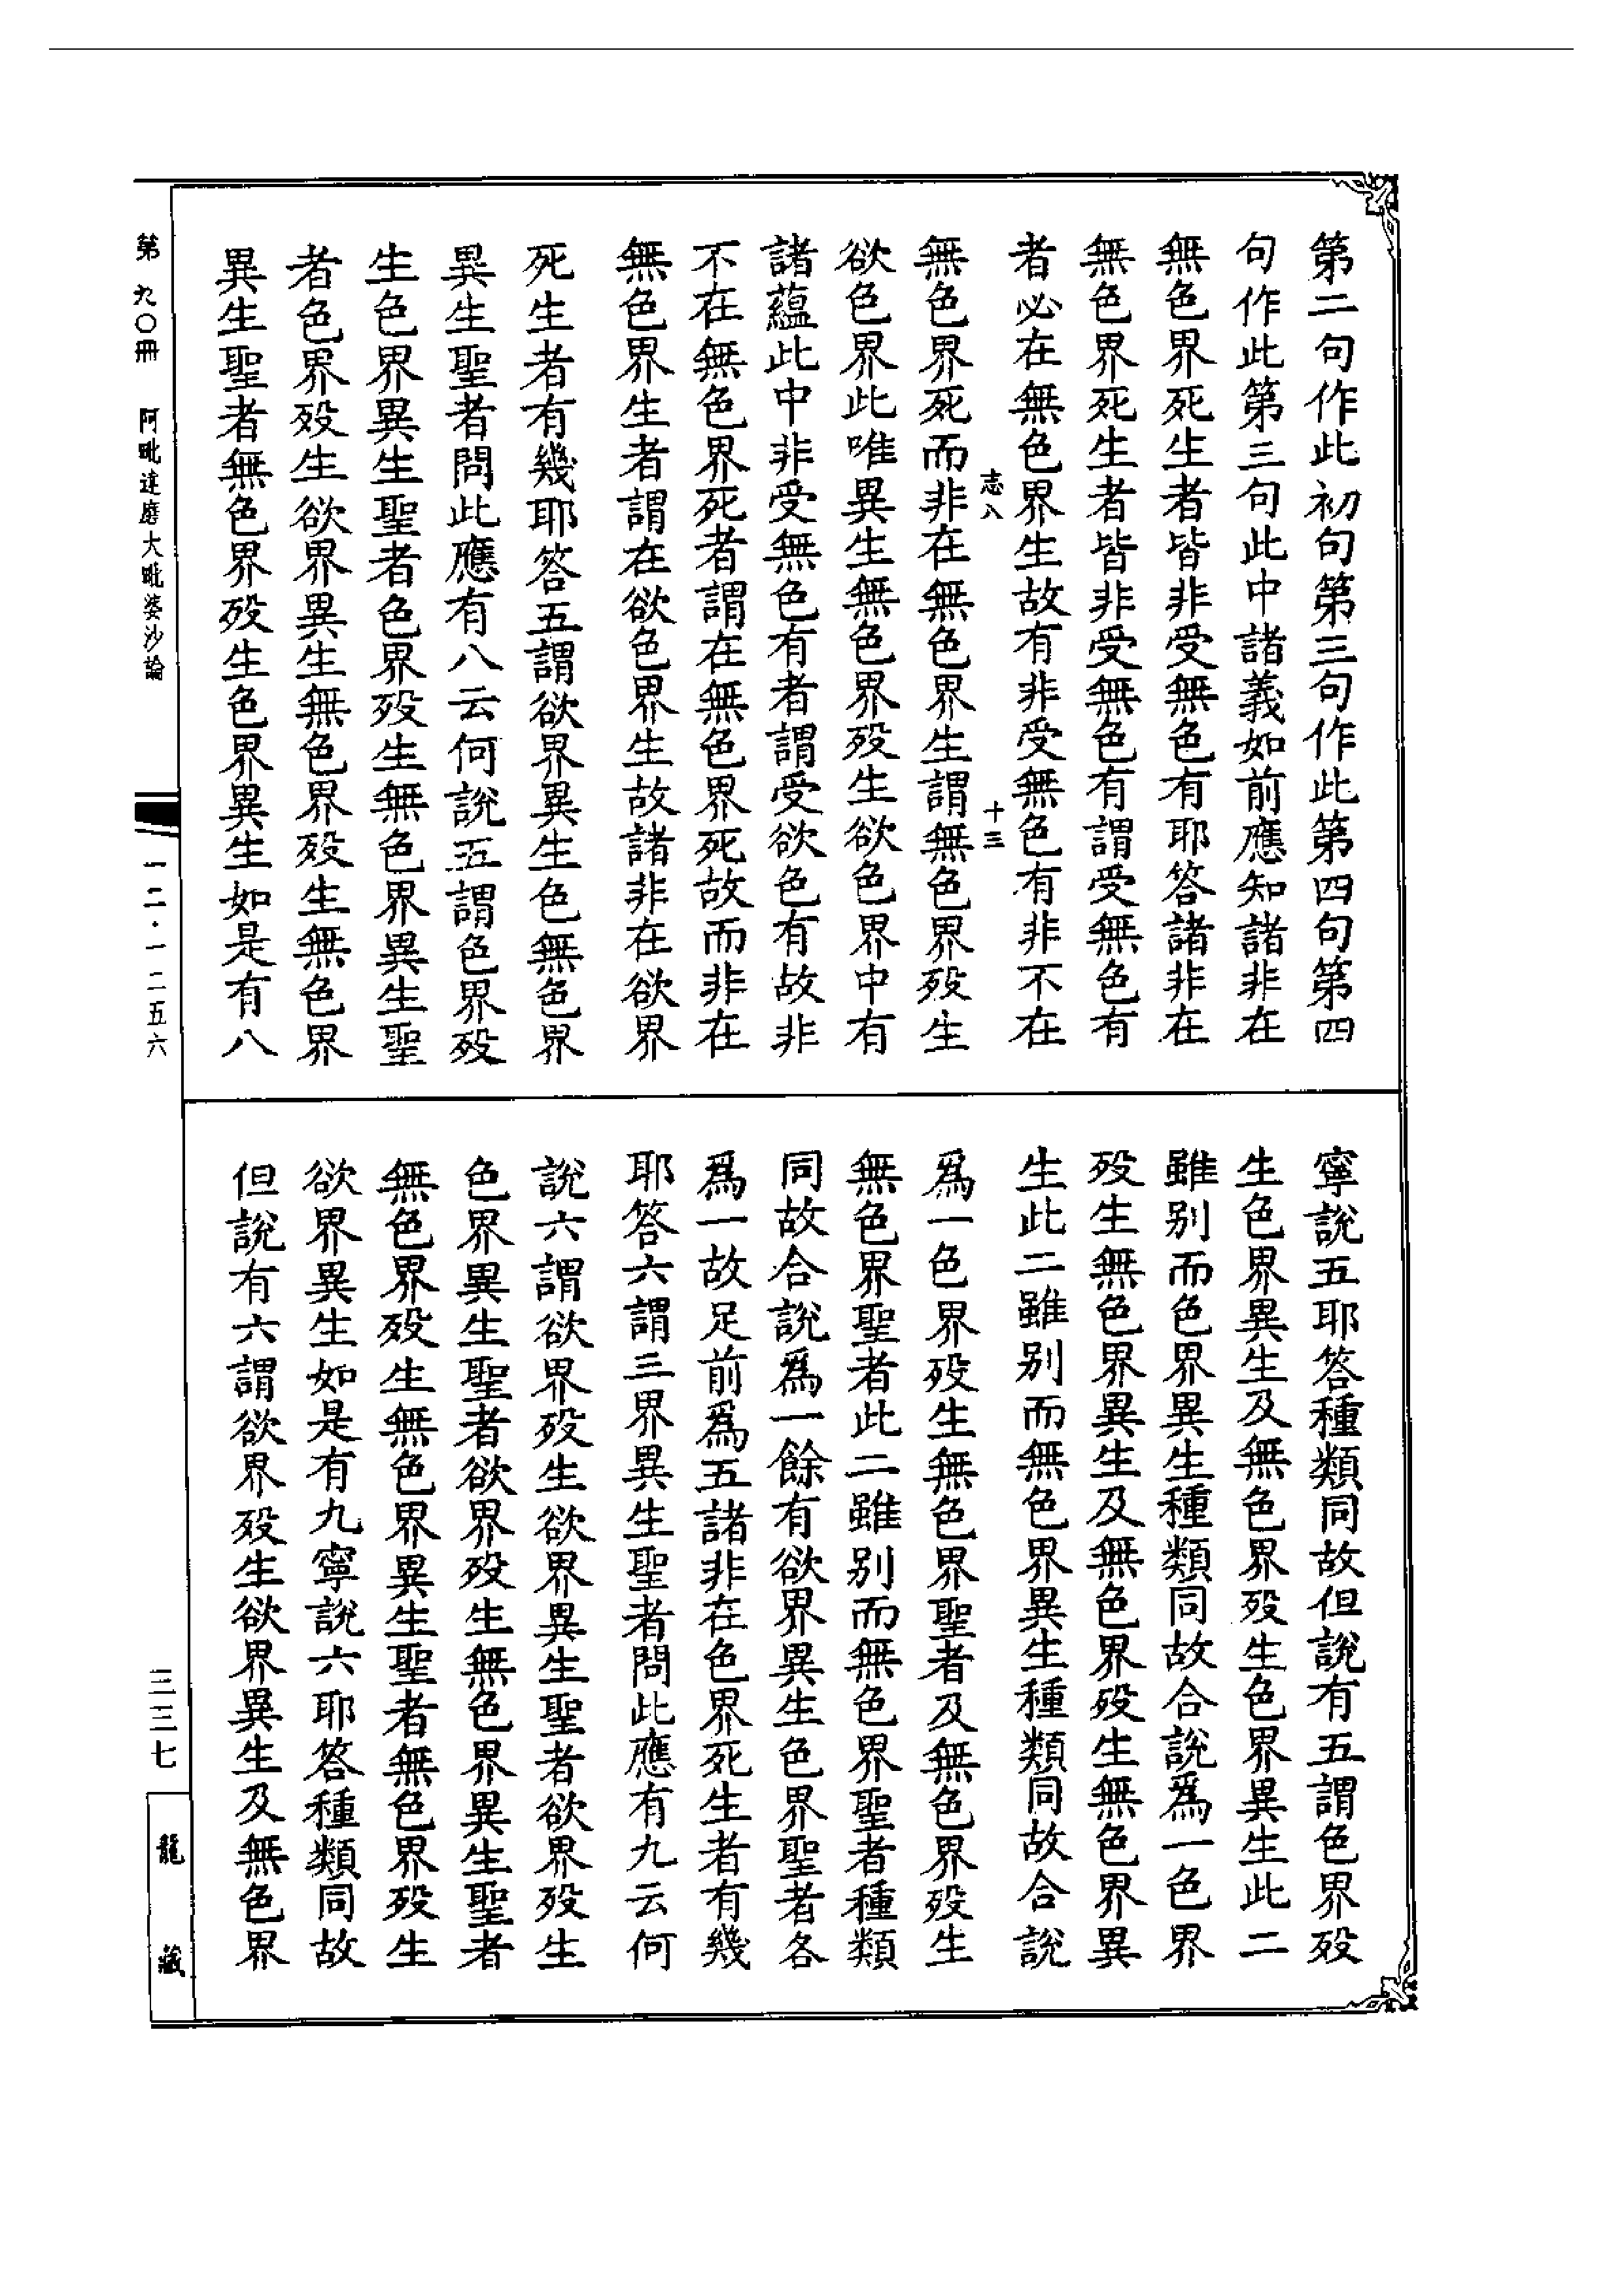 第二句作此初句第三句作此第四句第四
句作此第三句此中諸義如前應知諸非在
無色界死生者皆非受無色有耶答諸非在
無色界死生者皆非受無色有謂受無色有
者必在無色界生故有非受無色有非不在
志八 十三
無色界死而非在無色界生謂無色界歿生
欲色界此唯異生無色界歿生欲色界中有
諸蘊此中非受無色有者謂受欲色有故非
不在無色界死者謂在無色界死故而非在
無色界生者謂在欲色界生故諸非在欲界
死生者有幾耶答五謂欲界異生色無色界
異生聖者問此應有八云何說五謂色界歿
生色界異生聖者色界歿生無色界異生聖
者色界歿生欲界異生無色界歿生無色界
異生聖者無色界歿生色界異生如是有八
寧說五耶答種類同故但說有五謂色界歿
生色界異生及無色界歿生色界異生此二
雖別而色界異生種類同故合說爲一色界
歿生無色界異生及無色界歿生無色界異
生此二雖別而無色界異生種類同故合說
爲一色界歿生無色界聖者及無色界歿生
無色界聖者此二雖別而無色界聖者種類
同故合說爲一餘有欲界異生色界聖者各
爲一故足前爲五諸非在色界死生者有幾
耶答六謂三界異生聖者問此應有九云何
說六謂欲界歿生欲界異生聖者欲界歿生
色界異生聖者欲界歿生無色界異生聖者
無色界歿生無色界異生聖者無色界歿生
欲界異生如是有九寧說六耶答種類同故
但說有六謂欲界歿生欲界異生及無色界
第九〇冊 阿毗達磨大毗婆沙論 一二·一二五六 三三七 龍藏